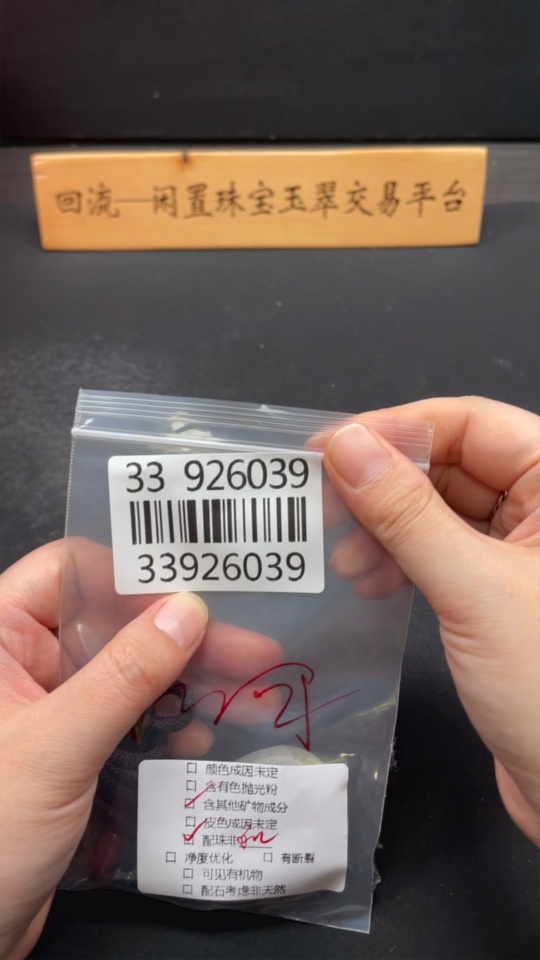 回流—闲置珠宝玉翠交易平台
33 926039
33926039
颜色成因未定
含有色抛光粉
含其他矿物成分
皮色成因未定
配珠非
净度优化 有断裂
可见有机物
配石考虑非天然